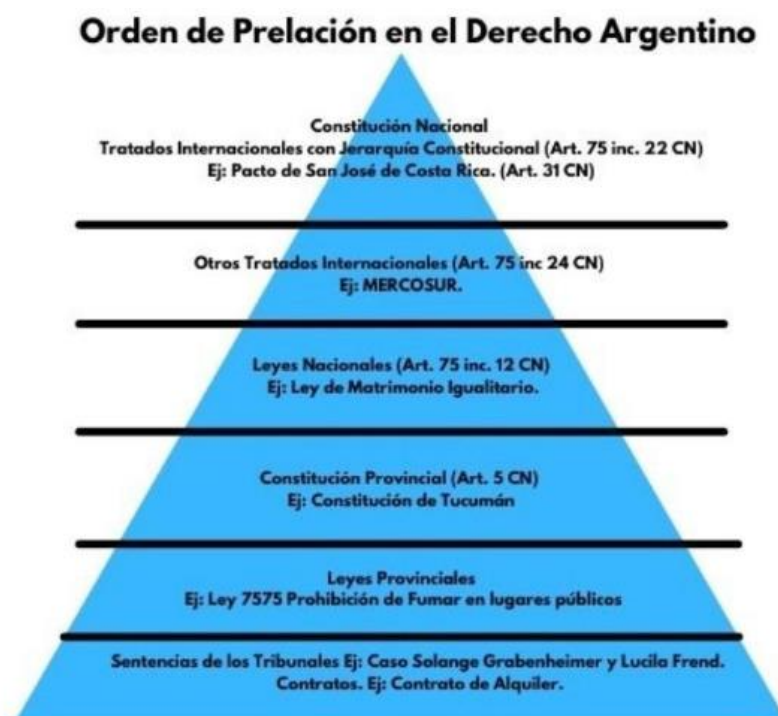 Orden de Prelación en el Derecho Argentino
Constitución Nacional
Tratados Internacionales con Jerarquía Constitucional (Art. 75 inc. 22 CN)
Ej: Pacto de San José de Costa Rica. (Art. 31 CN)
Otros Tratados Internacionales (Art. 75 inc 24 CN)
Ej: MERCOSUR.
Leyes Nacionales (Art. 75 inc. 12 CN)
Ej: Ley de Matrimonio Igualitario.
Constitución Provincial (Art. 5 CN)
Ej: Constitución de Tucumán
Leyes Provinciales
Ej: Ley 7575 Prohibición de Fumar en lugares públicos
Sentencias de los Tribunales Ej: Caso Solange Grabenheimer y Lucila Frend.
Contratos. Ej: Contrato de Alquiler.